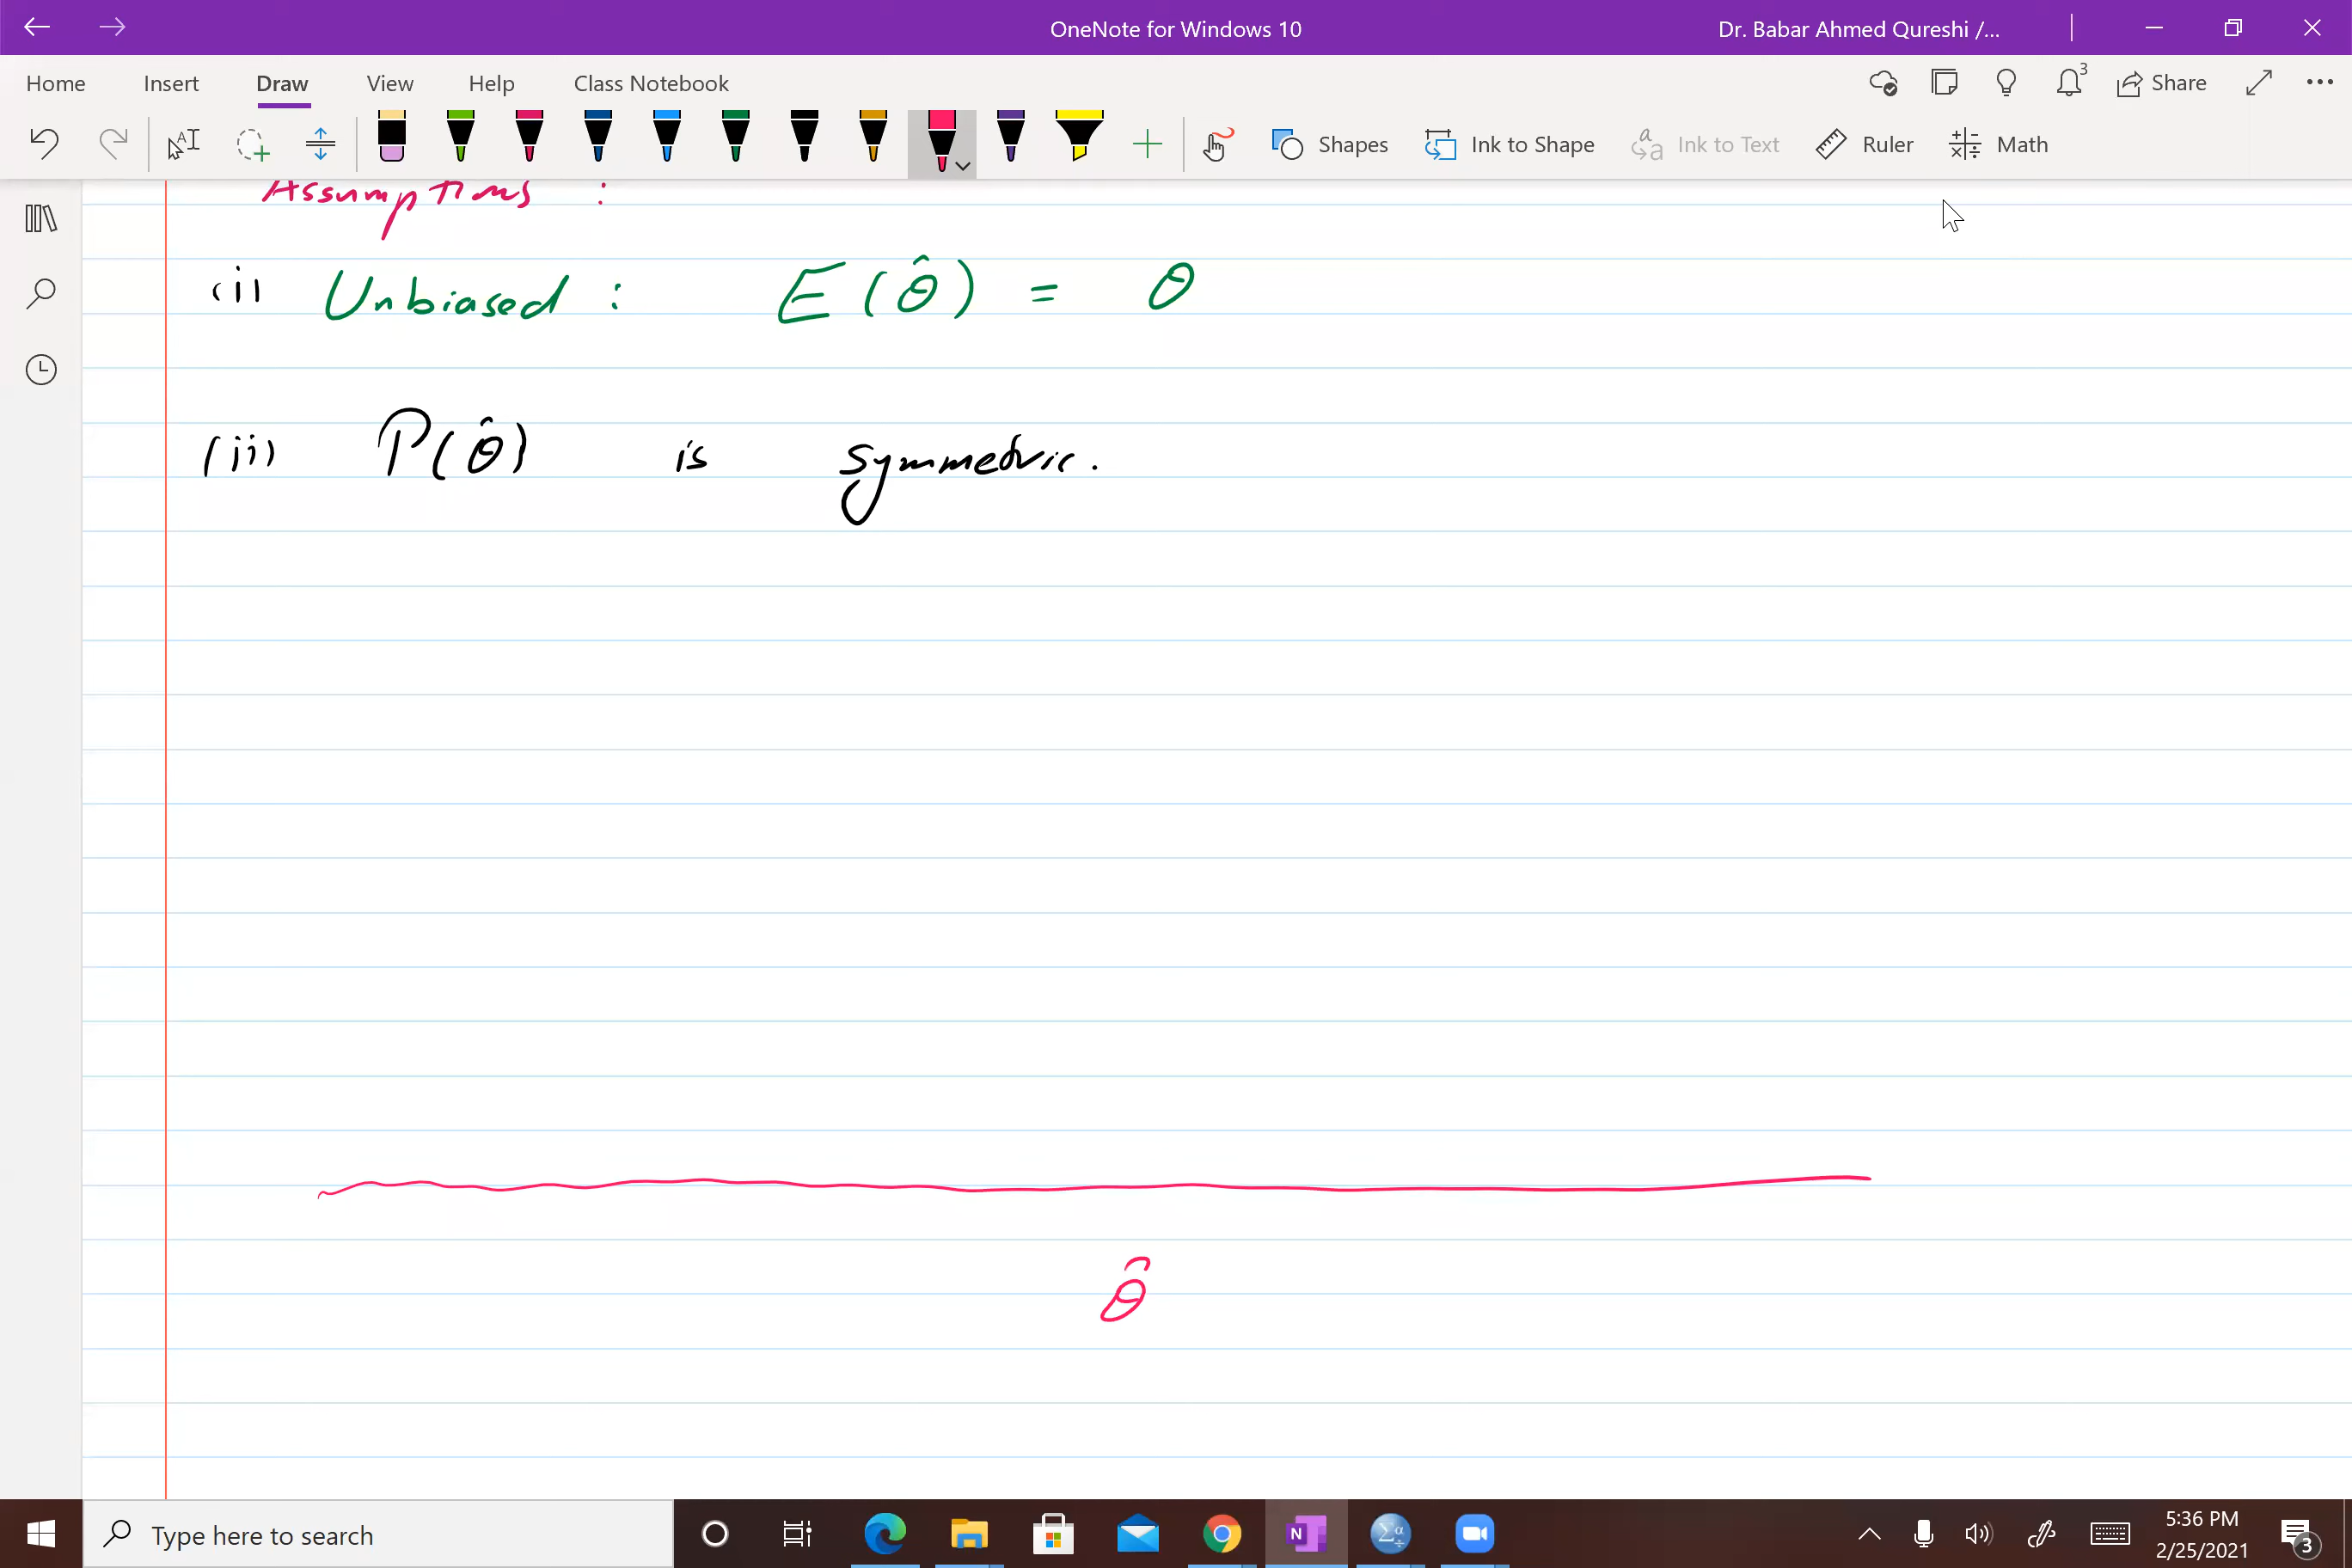 OneNote for Windows 10 Dr. Babar Ahmed Qureshi /...
Home Insert Draw View Help Class Notebook 3 Share
Shapes Ink to Shape Ink to Text Ruler Math
Assumptions :
(i) Unbiased : E(θ̂) = θ
(ii) P(θ̂) is symmetric.
θ̂
Type here to search 5:36 PM
2/25/2021 3